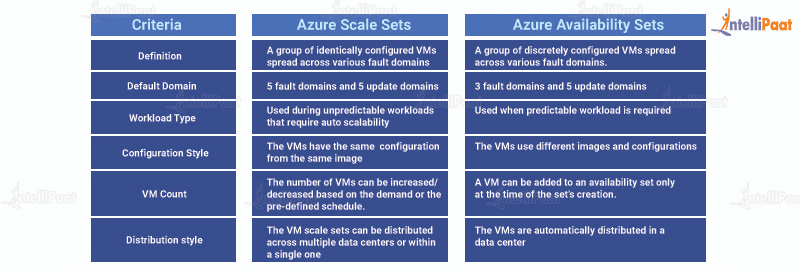 IntelliPaat
Criteria
Azure Scale Sets
Azure Availability Sets
Definition
A group of identically configured VMs
spread across various fault domains
A group of discretely configured VMs spread
across various fault domains.
Default Domain
5 fault domains and 5 update domains
3 fault domains and 5 update domains
Workload Type
Used during unpredictable workloads
that require auto scalability
Used when predictable workload is required
Configuration Style
The VMs have the same configuration
from the same image
The VMs use different images and configurations
VM Count
The number of VMs can be increased/
decreased based on the demand or the
pre-defined schedule.
A VM can be added to an availability set only
at the time of the set's creation.
Distribution style
The VM scale sets can be distributed
across multiple data centers or within
a single one
The VMs are automatically distributed in a
data center